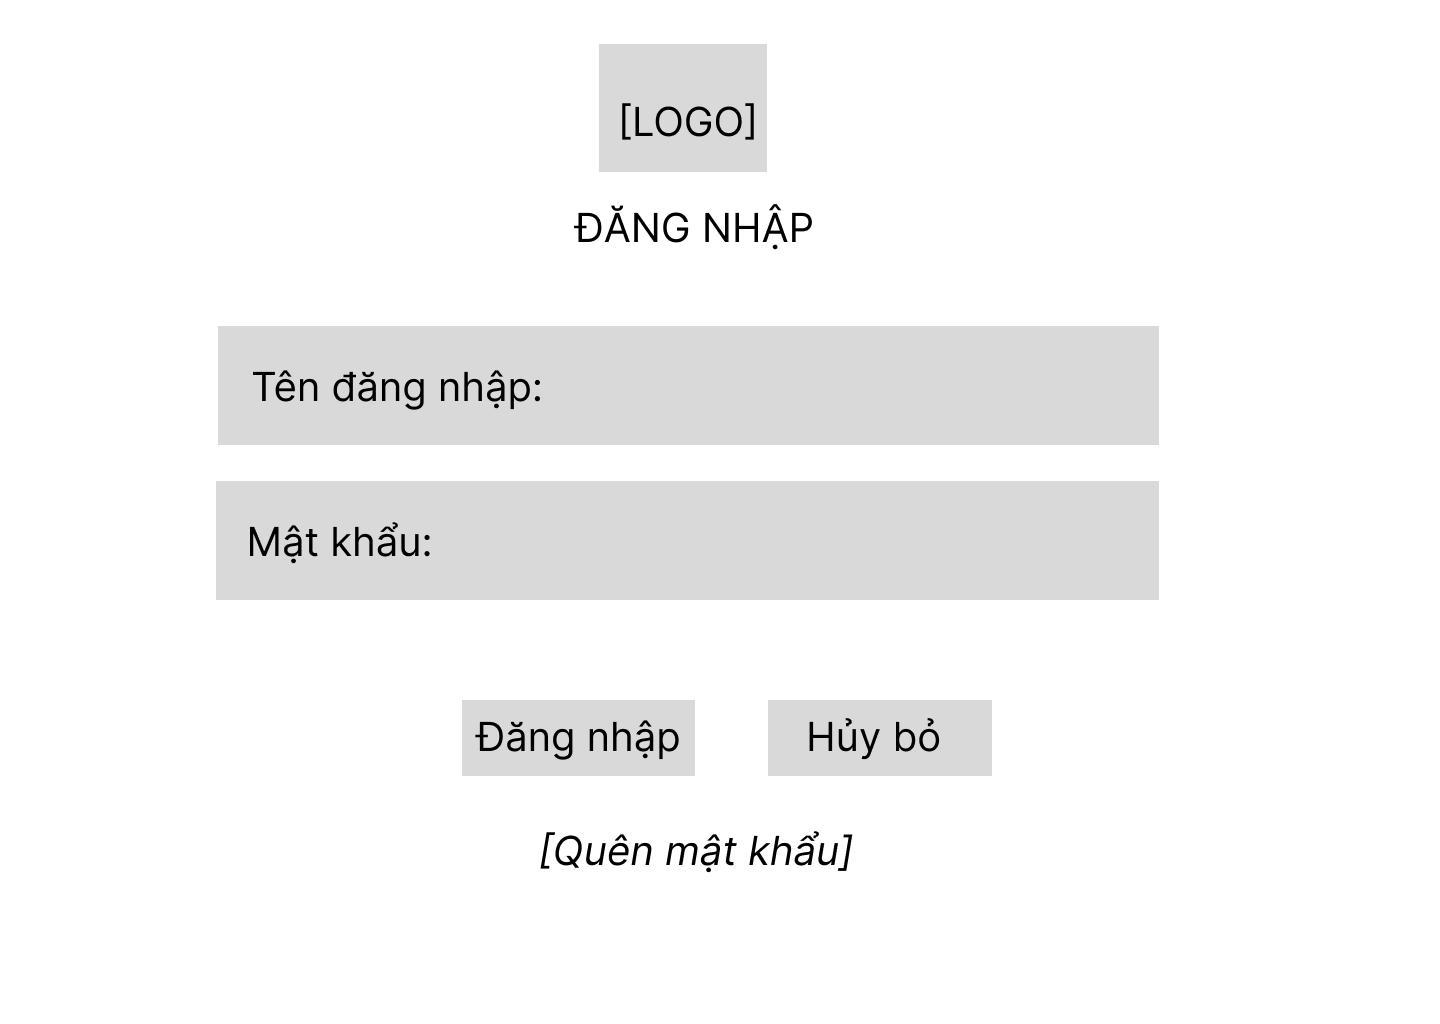 [LOGO]
ĐĂNG NHẬP
Tên đăng nhập:
Mật khẩu:
Đăng nhập
Hủy bỏ
[Quên mật khẩu]